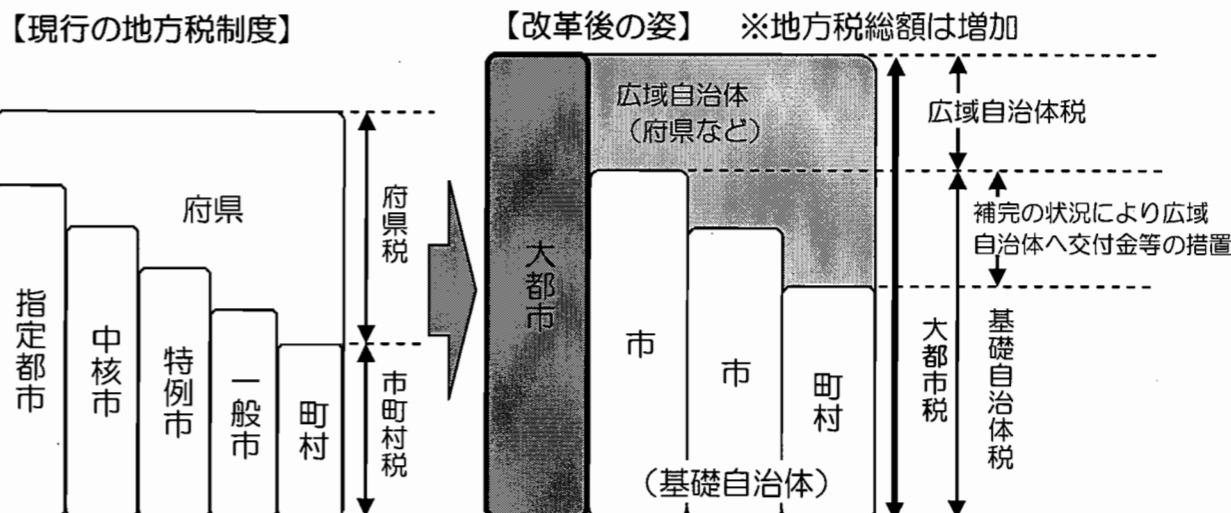 【現行の地方税制度】
府県
指定都市
中核市
特例市
一般市
町村
府県税
市町村税
【改革後の姿】 ※地方税総額は増加
大都市
広域自治体
（府県など）
市
市
町村
（基礎自治体）
広域自治体税
補完の状況により広域
自治体へ交付金等の措置
大都市税
基礎自治体税